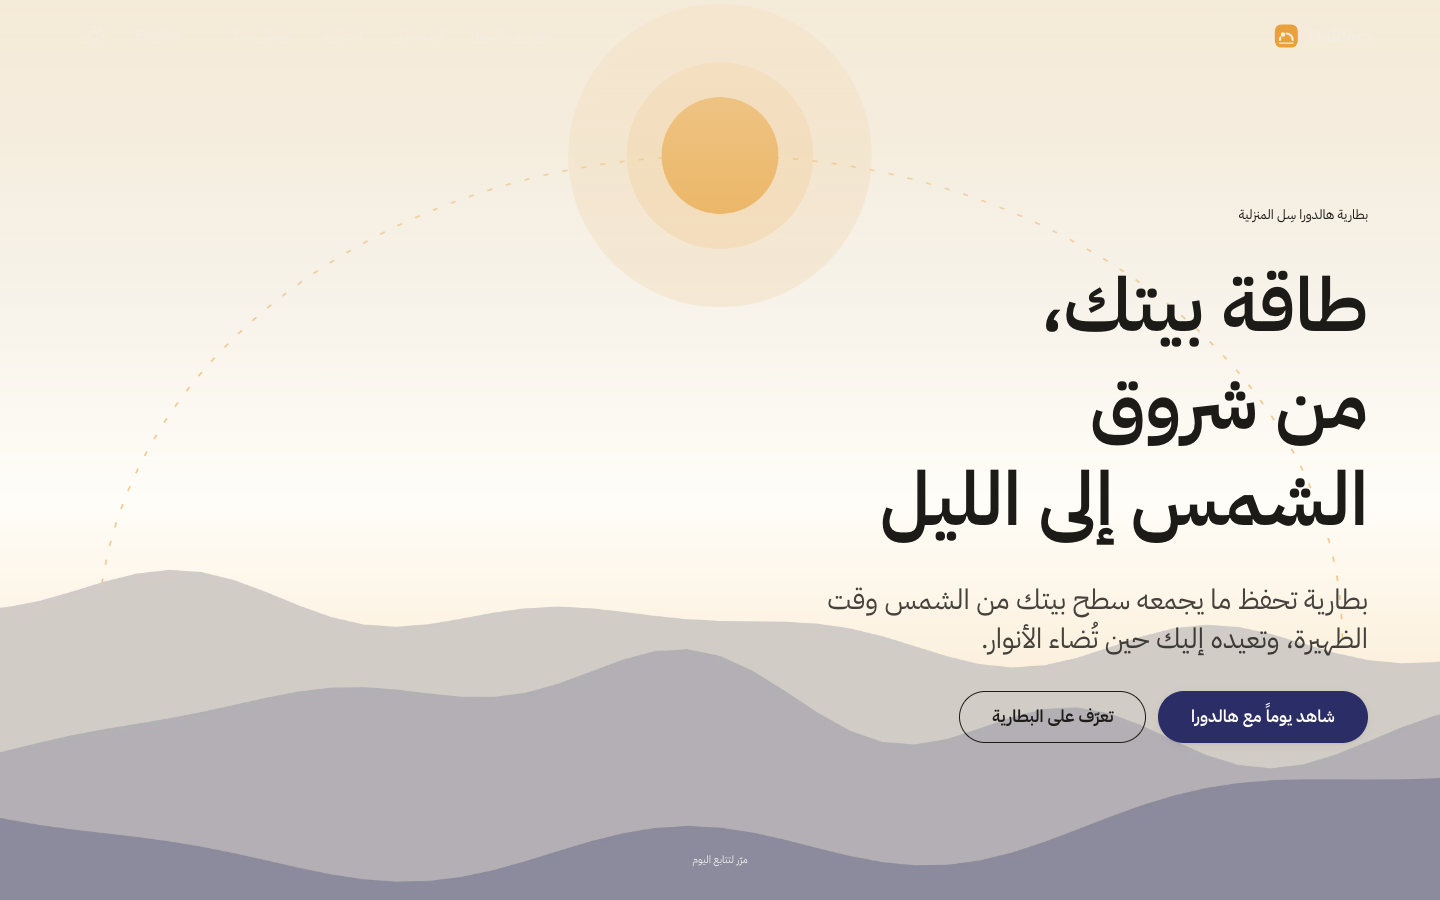 بطارية هالدورا سِل المنزلية
طاقة بيتك،
من شروق
الشمس إلى الليل
بطارية تحفظ ما يجمعه سطح بيتك من الشمس وقت
الظهيرة، وتعيده إليك حين تُضاء الأنوار.
شاهد يوماً مع هالدورا
تعرّف على البطارية
مرّر لتتابع اليوم